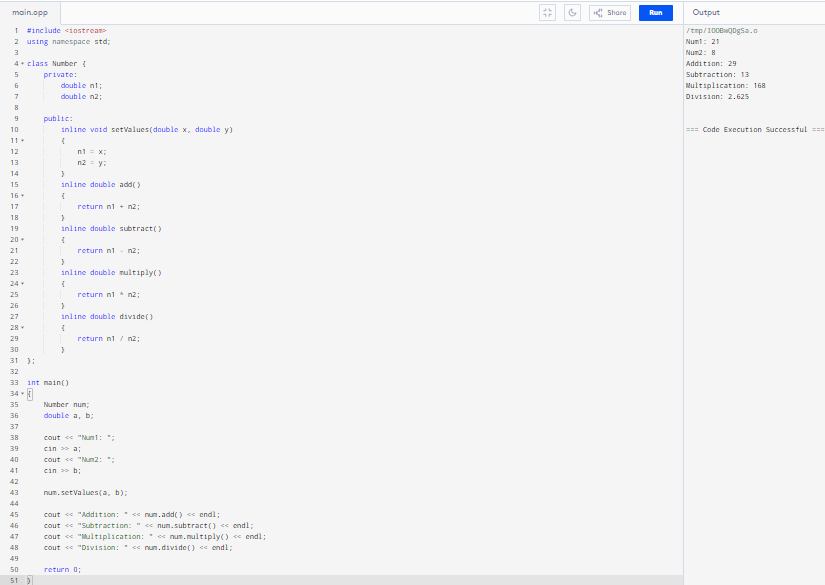 main.cpp
Share
Run
Output
1 #include <iostream>
2 using namespace std;
3
4 class Number {
5 private:
6 double n1;
7 double n2;
8
9 public:
10 inline void setValues(double x, double y)
11 {
12 n1 = x;
13 n2 = y;
14 }
15 inline double add()
16 {
17 return n1 + n2;
18 }
19 inline double subtract()
20 {
21 return n1 - n2;
22 }
23 inline double multiply()
24 {
25 return n1 * n2;
26 }
27 inline double divide()
28 {
29 return n1 / n2;
30 }
31 };
32
33 int main()
34 {
35 Number num;
36 double a, b;
37
38 cout << "Num1: ";
39 cin >> a;
40 cout << "Num2: ";
41 cin >> b;
42
43 num.setValues(a, b);
44
45 cout << "Addition: " << num.add() << endl;
46 cout << "Subtraction: " << num.subtract() << endl;
47 cout << "Multiplication: " << num.multiply() << endl;
48 cout << "Division: " << num.divide() << endl;
49
50 return 0;
51 }
/tmp/IOOBwQDgSa.o
Num1: 21
Num2: 8
Addition: 29
Subtraction: 13
Multiplication: 168
Division: 2.625
=== Code Execution Successful ===